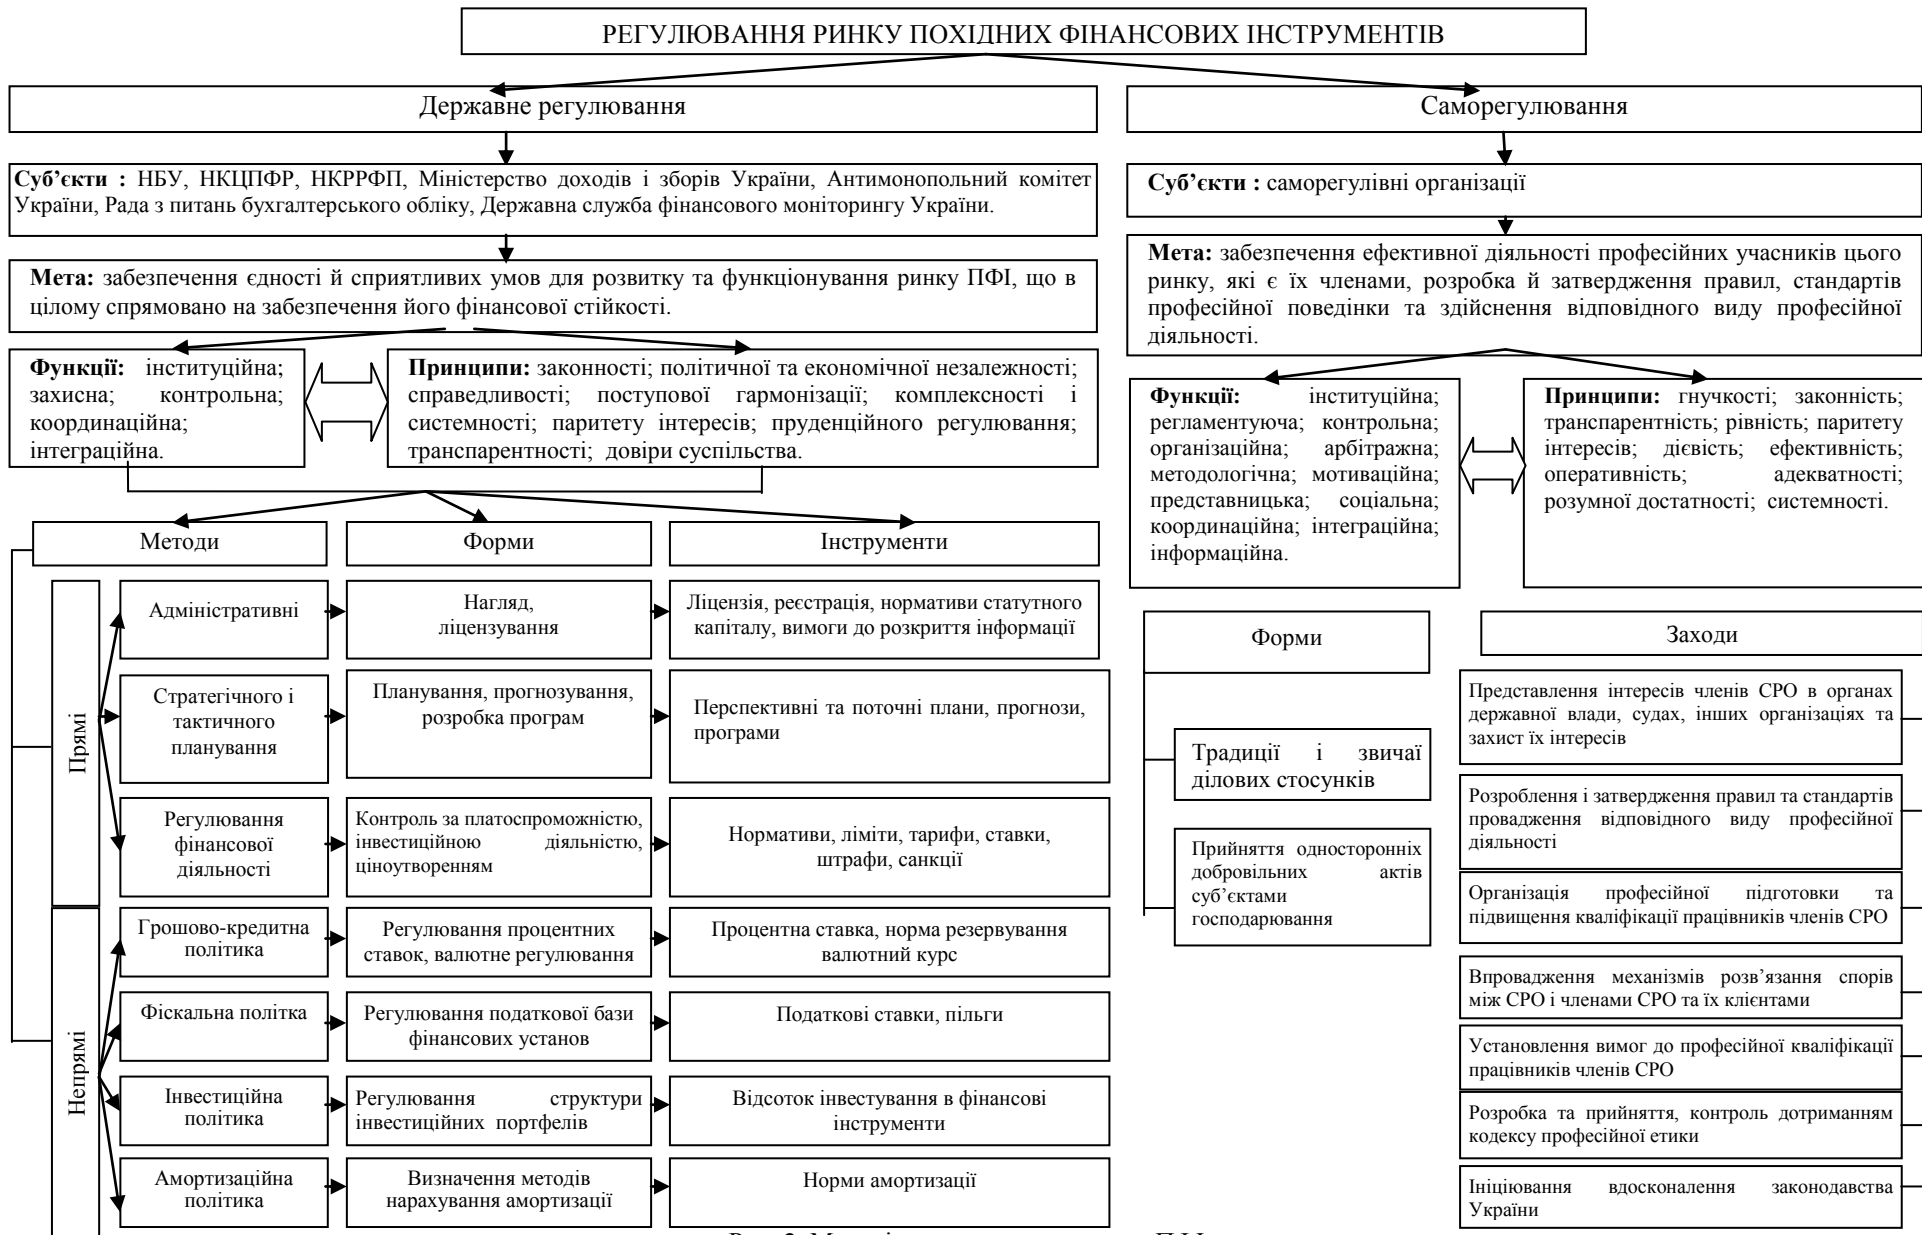 РЕГУЛЮВАННЯ РИНКУ ПОХІДНИХ ФІНАНСОВИХ ІНСТРУМЕНТІВ
Державне регулювання
Суб’єкти : НБУ, НКЦПФР, НКРРФП, Міністерство доходів і зборів України, Антимонопольний комітет
України, Рада з питань бухгалтерського обліку, Державна служба фінансового моніторингу України.
Мета: забезпечення єдності й сприятливих умов для розвитку та функціонування ринку ПФІ, що в
цілому спрямовано на забезпечення його фінансової стійкості.
Функції: інституційна;
захисна; контрольна;
координаційна;
інтеграційна.
Принципи: законності; політичної та економічної незалежності;
справедливості; поступової гармонізації; комплексності і
системності; паритету інтересів; пруденційного регулювання;
транспарентності; довіри суспільства.
Методи
Форми
Інструменти
Прямі
Адміністративні
Нагляд,
ліцензування
Ліцензія, реєстрація, нормативи статутного
капіталу, вимоги до розкриття інформації
Стратегічного і
тактичного
планування
Планування, прогнозування,
розробка програм
Перспективні та поточні плани, прогнози,
програми
Регулювання
фінансової
діяльності
Контроль за платоспроможністю,
інвестиційною діяльністю,
ціноутворенням
Нормативи, ліміти, тарифи, ставки,
штрафи, санкції
Непрямі
Грошово-кредитна
політика
Регулювання процентних
ставок, валютне регулювання
Процентна ставка, норма резервування
валютний курс
Фіскальна політка
Регулювання податкової бази
фінансових установ
Податкові ставки, пільги
Інвестиційна
політика
Регулювання структури
інвестиційних портфелів
Відсоток інвестування в фінансові
інструменти
Амортизаційна
політика
Визначення методів
нарахування амортизації
Норми амортизації
Саморегулювання
Суб’єкти : саморегулівні організації
Мета: забезпечення ефективної діяльності професійних учасників цього
ринку, які є їх членами, розробка й затвердження правил, стандартів
професійної поведінки та здійснення відповідного виду професійної
діяльності.
Функції: інституційна;
регламентуюча; контрольна;
організаційна; арбітражна;
методологічна; мотиваційна;
представницька; соціальна;
координаційна; інтеграційна;
інформаційна.
Принципи: гнучкості; законність;
транспарентність; рівність; паритету
інтересів; дієвість; ефективність;
оперативність; адекватності;
розумної достатності; системності.
Форми
Традиції і звичаї
ділових стосунків
Прийняття односторонніх
добровільних актів
суб’єктами
господарювання
Заходи
Представлення інтересів членів СРО в органах
державної влади, судах, інших організаціях та
захист їх інтересів
Розроблення і затвердження правил та стандартів
провадження відповідного виду професійної
діяльності
Організація професійної підготовки та
підвищення кваліфікації працівників членів СРО
Впровадження механізмів розв’язання спорів
між СРО і членами СРО та їх клієнтами
Установлення вимог до професійної кваліфікації
працівників членів СРО
Розробка та прийняття, контроль дотриманням
кодексу професійної етики
Ініціювання вдосконалення законодавства
України